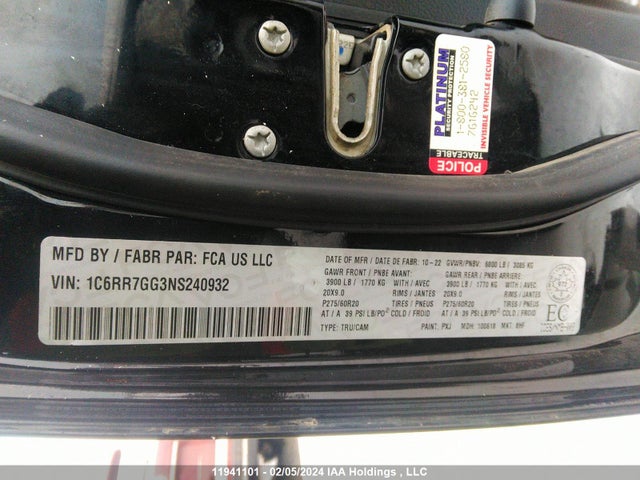 PLATINUM
SECURITY PROTECTION
1-800-381-2580
7G1G242
INVISIBLE VEHICLE SECURITY
TRACEABLE
POLICE
MFD BY / FABR PAR: FCA US LLC
VIN: 1C6RR7GG3NS240932
DATE OF MFR / DATE DE FABR: 10-22 GVWR/PNBV: 6800 LB / 3085 KG
GAWR FRONT / PNBE AVANT: GAWR REAR / PNBE ARRIERE:
3900 LB / 1770 KG WITH / AVEC 3900 LB / 1770 KG WITH / AVEC
20X9.0 RIMS / JANTES 20X9.0 RIMS / JANTES
P275/60R20 TIRES / PNEUS P275/60R20 TIRES / PNEUS
AT / A 39 PSI LB/PO² COLD / FROID AT / A 39 PSI LB/PO² COLD / FROID
TYPE: TRU/CAM PAINT: PXJ MDH: 100618 MKT: 8HF
EC
11941101 - 02/05/2024 IAA Holdings , LLC